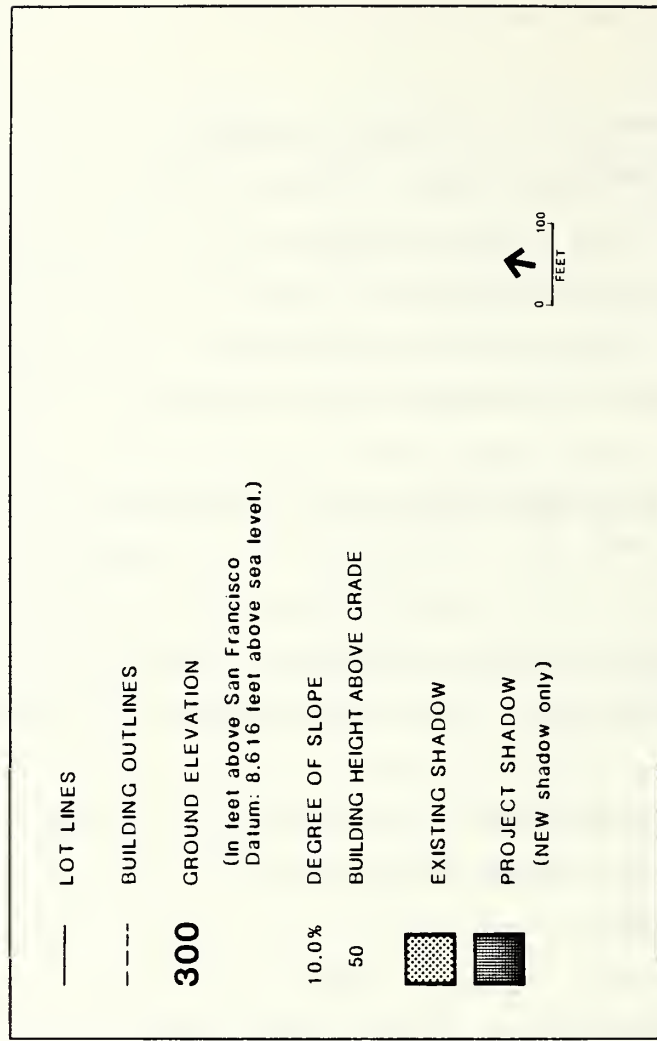 LOT LINES
BUILDING OUTLINES
300 GROUND ELEVATION
(In feet above San Francisco
Datum: 8.616 feet above sea level.)
10.0% DEGREE OF SLOPE
50 BUILDING HEIGHT ABOVE GRADE
EXISTING SHADOW
PROJECT SHADOW
(NEW shadow only)
0 100
FEET